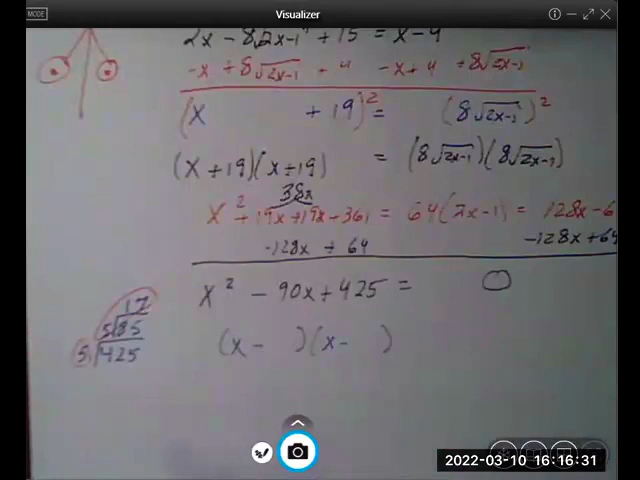 MODE
Visualizer
2x - 8√2x-1 + 15 = x - 4
-x + 8√2x-1 + 4 -x + 4 + 8√2x-1
(x + 19)² = (8√2x-1)²
(x + 19)(x + 19) = (8√2x-1)(8√2x-1)
38x
x² + 19x + 19x + 361 = 64(2x-1) = 128x - 6
-128x + 64 -128x + 64
x² - 90x + 425 = 0
17
5|85
5|425
(x - )(x - )
2022-03-10 16:16:31